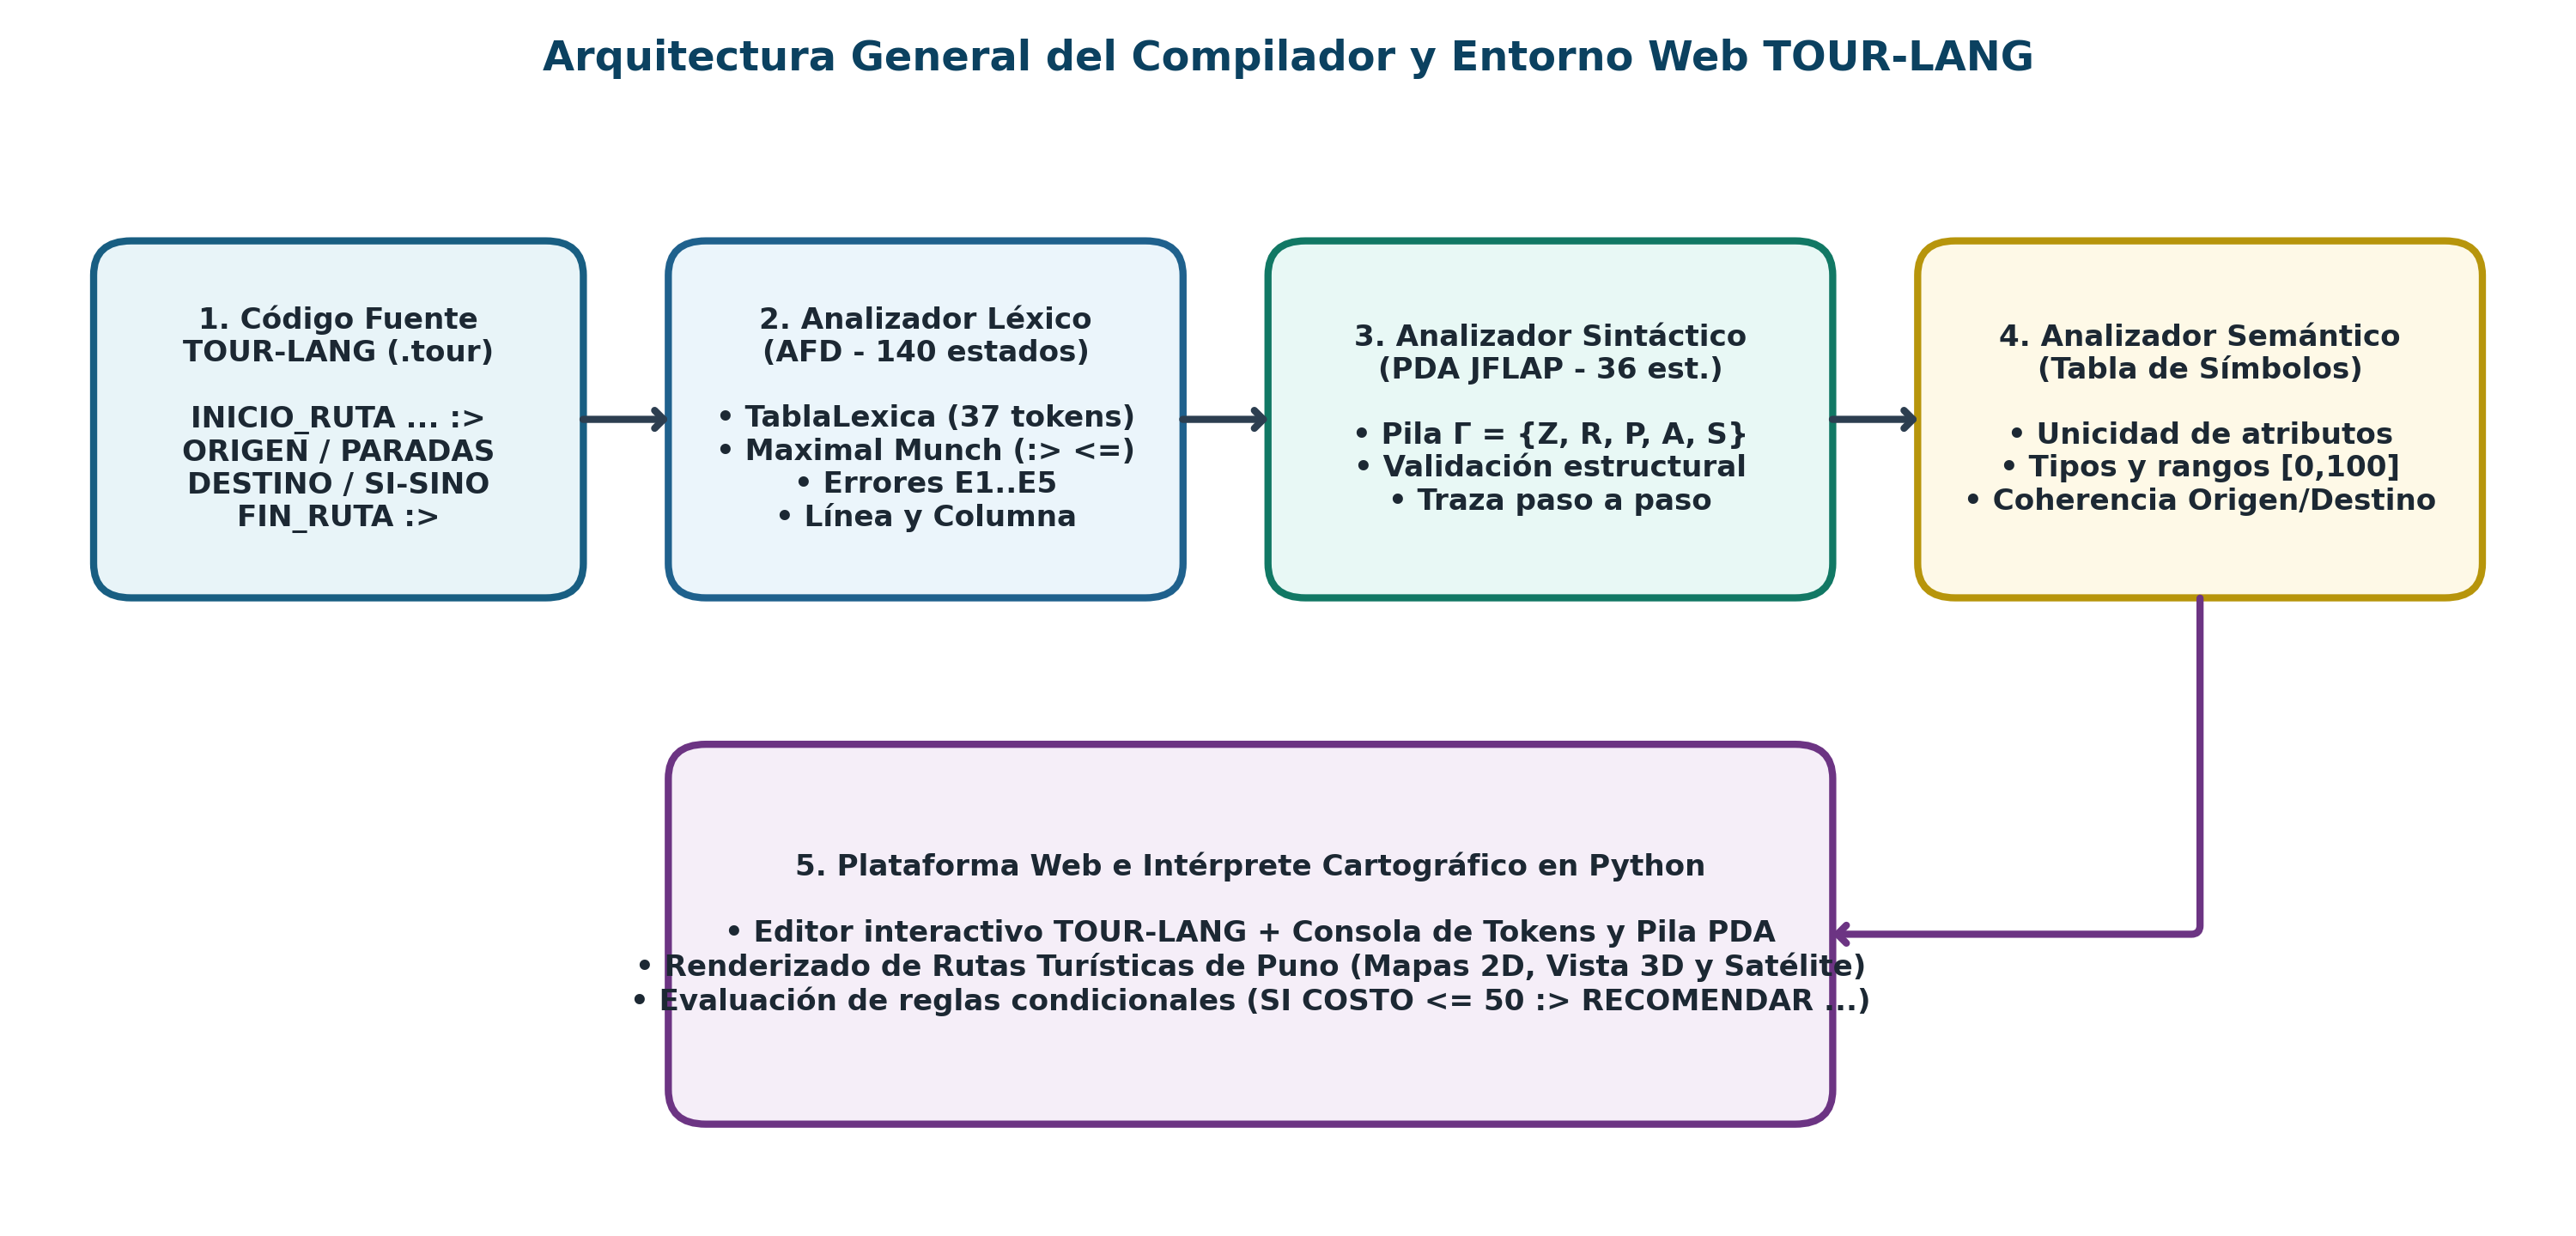 Arquitectura General del Compilador y Entorno Web TOUR-LANG
1. Código Fuente
TOUR-LANG (.tour)
INICIO_RUTA ... :>
ORIGEN / PARADAS
DESTINO / SI-SINO
FIN_RUTA :>
2. Analizador Léxico
(AFD - 140 estados)
• TablaLexica (37 tokens)
• Maximal Munch (:> <=)
• Errores E1..E5
• Línea y Columna
3. Analizador Sintáctico
(PDA JFLAP - 36 est.)
• Pila Γ = {Z, R, P, A, S}
• Validación estructural
• Traza paso a paso
4. Analizador Semántico
(Tabla de Símbolos)
• Unicidad de atributos
• Tipos y rangos [0,100]
• Coherencia Origen/Destino
5. Plataforma Web e Intérprete Cartográfico en Python
• Editor interactivo TOUR-LANG + Consola de Tokens y Pila PDA
• Renderizado de Rutas Turísticas de Puno (Mapas 2D, Vista 3D y Satélite)
• Evaluación de reglas condicionales (SI COSTO <= 50 :> RECOMENDAR ...)